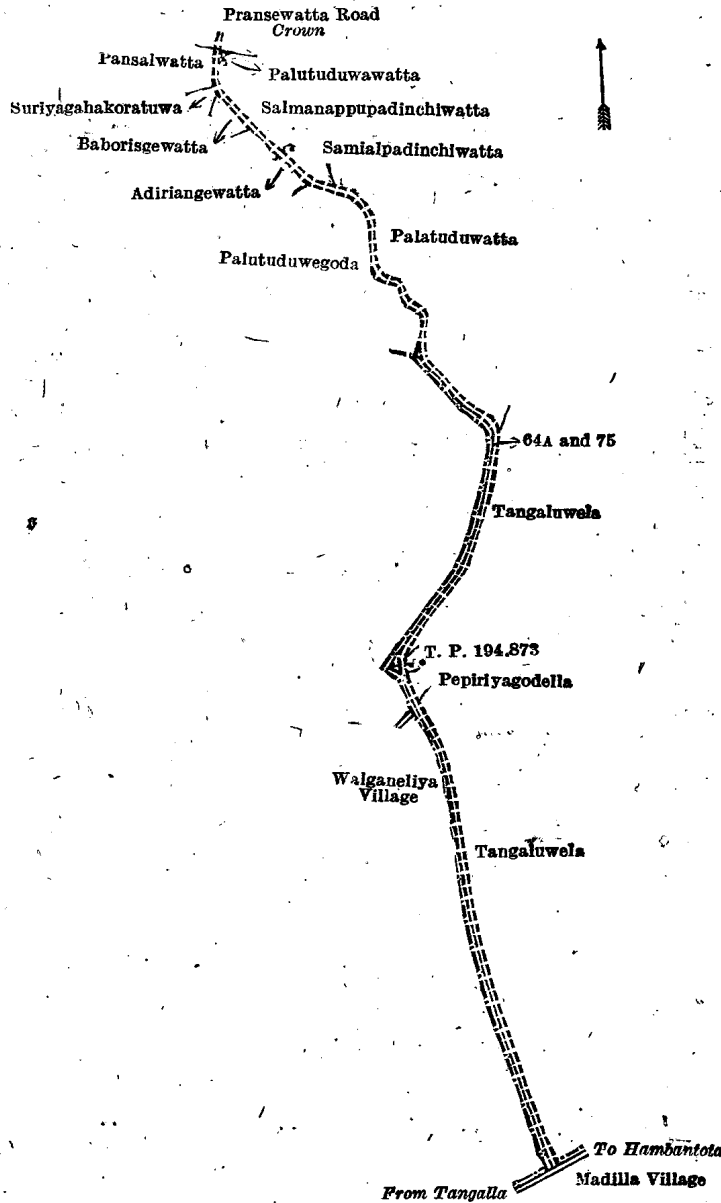 Pransewatta Road
Crown
Pansalwatta
Palutuduwawatta
Suriyagahakoratuwa
Salmanappupadinchiwatta
Baborisgewatta
Samialpadinchiwatta
Adiriangewatta
Palatuduwatta
Palutuduwegoda
64A and 75
Tangaluwela
T. P. 194,873
Pepiriyagodella
Walganeliya
Village
Tangaluwela
To Hambantota
Madilla Village
From Tangalla